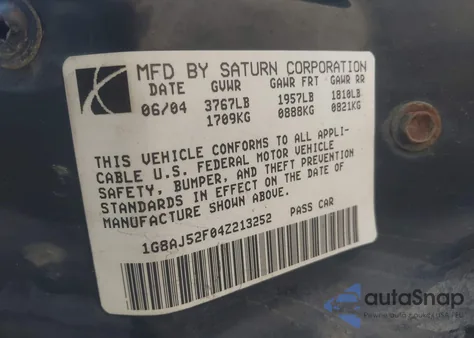 MFD BY SATURN CORPORATION
DATE GVWR GAWR FRT GAWR RR
06/04 3767LB 1957LB 1810LB
1709KG 0888KG 0821KG
THIS VEHICLE CONFORMS TO ALL APPLI-
CABLE U.S. FEDERAL MOTOR VEHICLE
SAFETY, BUMPER, AND THEFT PREVENTION
STANDARDS IN EFFECT ON THE DATE OF
MANUFACTURE SHOWN ABOVE.
1G8AJ52F04Z213252 PASS CAR
autoSnap